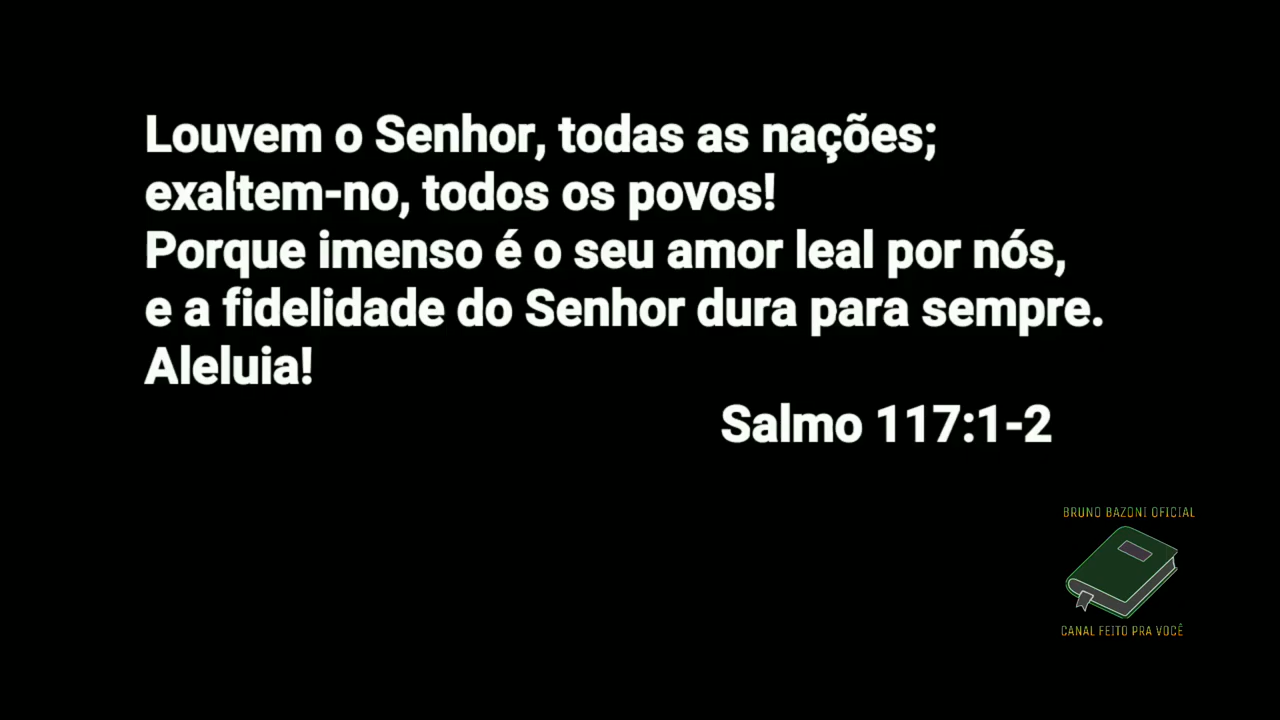 Louvem o Senhor, todas as nações;
exaltem-no, todos os povos!
Porque imenso é o seu amor leal por nós,
e a fidelidade do Senhor dura para sempre.
Aleluia!
Salmo 117:1-2
BRUNO BAZONI OFICIAL
CANAL FEITO PRA VOCÊ